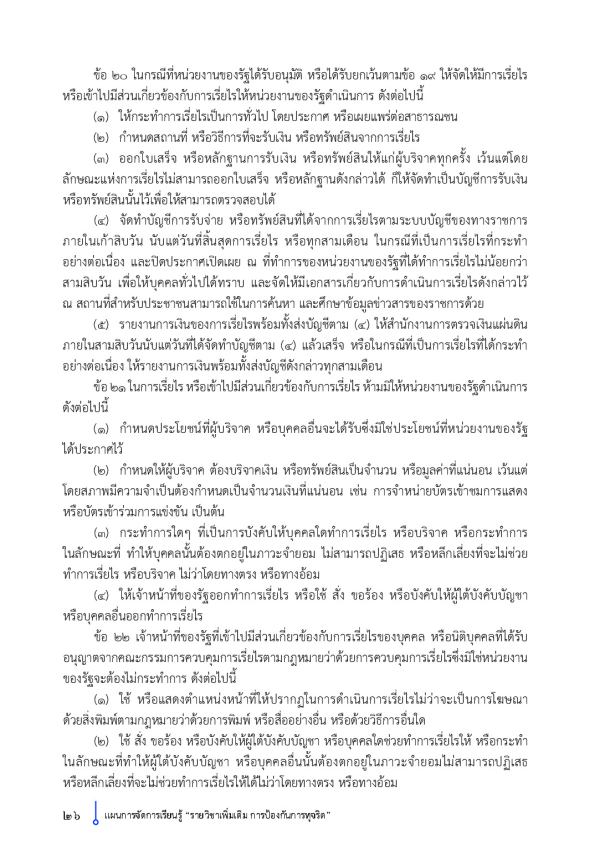 ข้อ ๒๐ ในกรณีที่หน่วยงานของรัฐได้รับอนุมัติ หรือได้รับยกเว้นตามข้อ ๑๙ ให้จัดให้มีการเรี่ยไร
หรือเข้าไปมีส่วนเกี่ยวข้องกับการเรี่ยไรให้หน่วยงานของรัฐดำเนินการ ดังต่อไปนี้
(๑) ให้กระทำการเรี่ยไรเป็นการทั่วไป โดยประกาศ หรือเผยแพร่ต่อสาธารณชน
(๒) กำหนดสถานที่ หรือวิธีการที่จะรับเงิน หรือทรัพย์สินจากการเรี่ยไร
(๓) ออกใบเสร็จ หรือหลักฐานการรับเงิน หรือทรัพย์สินให้แก่ผู้บริจาคทุกครั้ง เว้นแต่โดย
ลักษณะแห่งการเรี่ยไรไม่สามารถออกใบเสร็จ หรือหลักฐานดังกล่าวได้ ก็ให้จัดทำเป็นบัญชีการรับเงิน
หรือทรัพย์สินนั้นไว้เพื่อให้สามารถตรวจสอบได้
(๔) จัดทำบัญชีการรับจ่าย หรือทรัพย์สินที่ได้จากการเรี่ยไรตามระบบบัญชีของทางราชการ
ภายในเก้าสิบวัน นับแต่วันที่สิ้นสุดการเรี่ยไร หรือทุกสามเดือน ในกรณีที่เป็นการเรี่ยไรที่กระทำ
อย่างต่อเนื่อง และปิดประกาศเปิดเผย ณ ที่ทำการของหน่วยงานของรัฐที่ได้ทำการเรี่ยไรไม่น้อยกว่า
สามสิบวัน เพื่อให้บุคคลทั่วไปได้ทราบ และจัดให้มีเอกสารเกี่ยวกับการดำเนินการเรี่ยไรดังกล่าวไว้
ณ สถานที่สำหรับประชาชนสามารถใช้ในการค้นหา และศึกษาข้อมูลข่าวสารของราชการด้วย
(๕) รายงานการเงินของการเรี่ยไรพร้อมทั้งส่งบัญชีตาม (๔) ให้สำนักงานการตรวจเงินแผ่นดิน
ภายในสามสิบวันนับแต่วันที่ได้จัดทำบัญชีตาม (๔) แล้วเสร็จ หรือในกรณีที่เป็นการเรี่ยไรที่ได้กระทำ
อย่างต่อเนื่อง ให้รายงานการเงินพร้อมทั้งส่งบัญชีดังกล่าวทุกสามเดือน
ข้อ ๒๑ ในการเรี่ยไร หรือเข้าไปมีส่วนเกี่ยวข้องกับการเรี่ยไร ห้ามมิให้หน่วยงานของรัฐดำเนินการ
ดังต่อไปนี้
(๑) กำหนดประโยชน์ที่ผู้บริจาค หรือบุคคลอื่นจะได้รับซึ่งมิใช่ประโยชน์ที่หน่วยงานของรัฐ
ได้ประกาศไว้
(๒) กำหนดให้ผู้บริจาค ต้องบริจาคเงิน หรือทรัพย์สินเป็นจำนวน หรือมูลค่าที่แน่นอน เว้นแต่
โดยสภาพมีความจำเป็นต้องกำหนดเป็นจำนวนเงินที่แน่นอน เช่น การจำหน่ายบัตรเข้าชมการแสดง
หรือบัตรเข้าร่วมการแข่งขัน เป็นต้น
(๓) กระทำการใดๆ ที่เป็นการบังคับให้บุคคลใดทำการเรี่ยไร หรือบริจาค หรือกระทำการ
ในลักษณะที่ ทำให้บุคคลนั้นต้องตกอยู่ในภาวะจำยอม ไม่สามารถปฏิเสธ หรือหลีกเลี่ยงที่จะไม่ช่วย
ทำการเรี่ยไร หรือบริจาค ไม่ว่าโดยทางตรง หรือทางอ้อม
(๔) ให้เจ้าหน้าที่ของรัฐออกทำการเรี่ยไร หรือใช้ สั่ง ขอร้อง หรือบังคับให้ผู้ใต้บังคับบัญชา
หรือบุคคลอื่นออกทำการเรี่ยไร
ข้อ ๒๒ เจ้าหน้าที่ของรัฐที่เข้าไปมีส่วนเกี่ยวข้องกับการเรี่ยไรของบุคคล หรือนิติบุคคลที่ได้รับ
อนุญาตจากคณะกรรมการควบคุมการเรี่ยไรตามกฎหมายว่าด้วยการควบคุมการเรี่ยไรซึ่งมิใช่หน่วยงาน
ของรัฐจะต้องไม่กระทำการ ดังต่อไปนี้
(๑) ใช้ หรือแสดงตำแหน่งหน้าที่ให้ปรากฏในการดำเนินการเรี่ยไรไม่ว่าจะเป็นการโฆษณา
ด้วยสิ่งพิมพ์ตามกฎหมายว่าด้วยการพิมพ์ หรือสื่ออย่างอื่น หรือด้วยวิธีการอื่นใด
(๒) ใช้ สั่ง ขอร้อง หรือบังคับให้ผู้ใต้บังคับบัญชา หรือบุคคลใดช่วยทำการเรี่ยไรให้ หรือกระทำ
ในลักษณะที่ทำให้ผู้ใต้บังคับบัญชา หรือบุคคลอื่นนั้นต้องตกอยู่ในภาวะจำยอมไม่สามารถปฏิเสธ
หรือหลีกเลี่ยงที่จะไม่ช่วยทำการเรี่ยไรให้ได้ไม่ว่าโดยทางตรง หรือทางอ้อม
๒๖ แผนการจัดการเรียนรู้ “รายวิชาเพิ่มเติม การป้องกันการทุจริต”